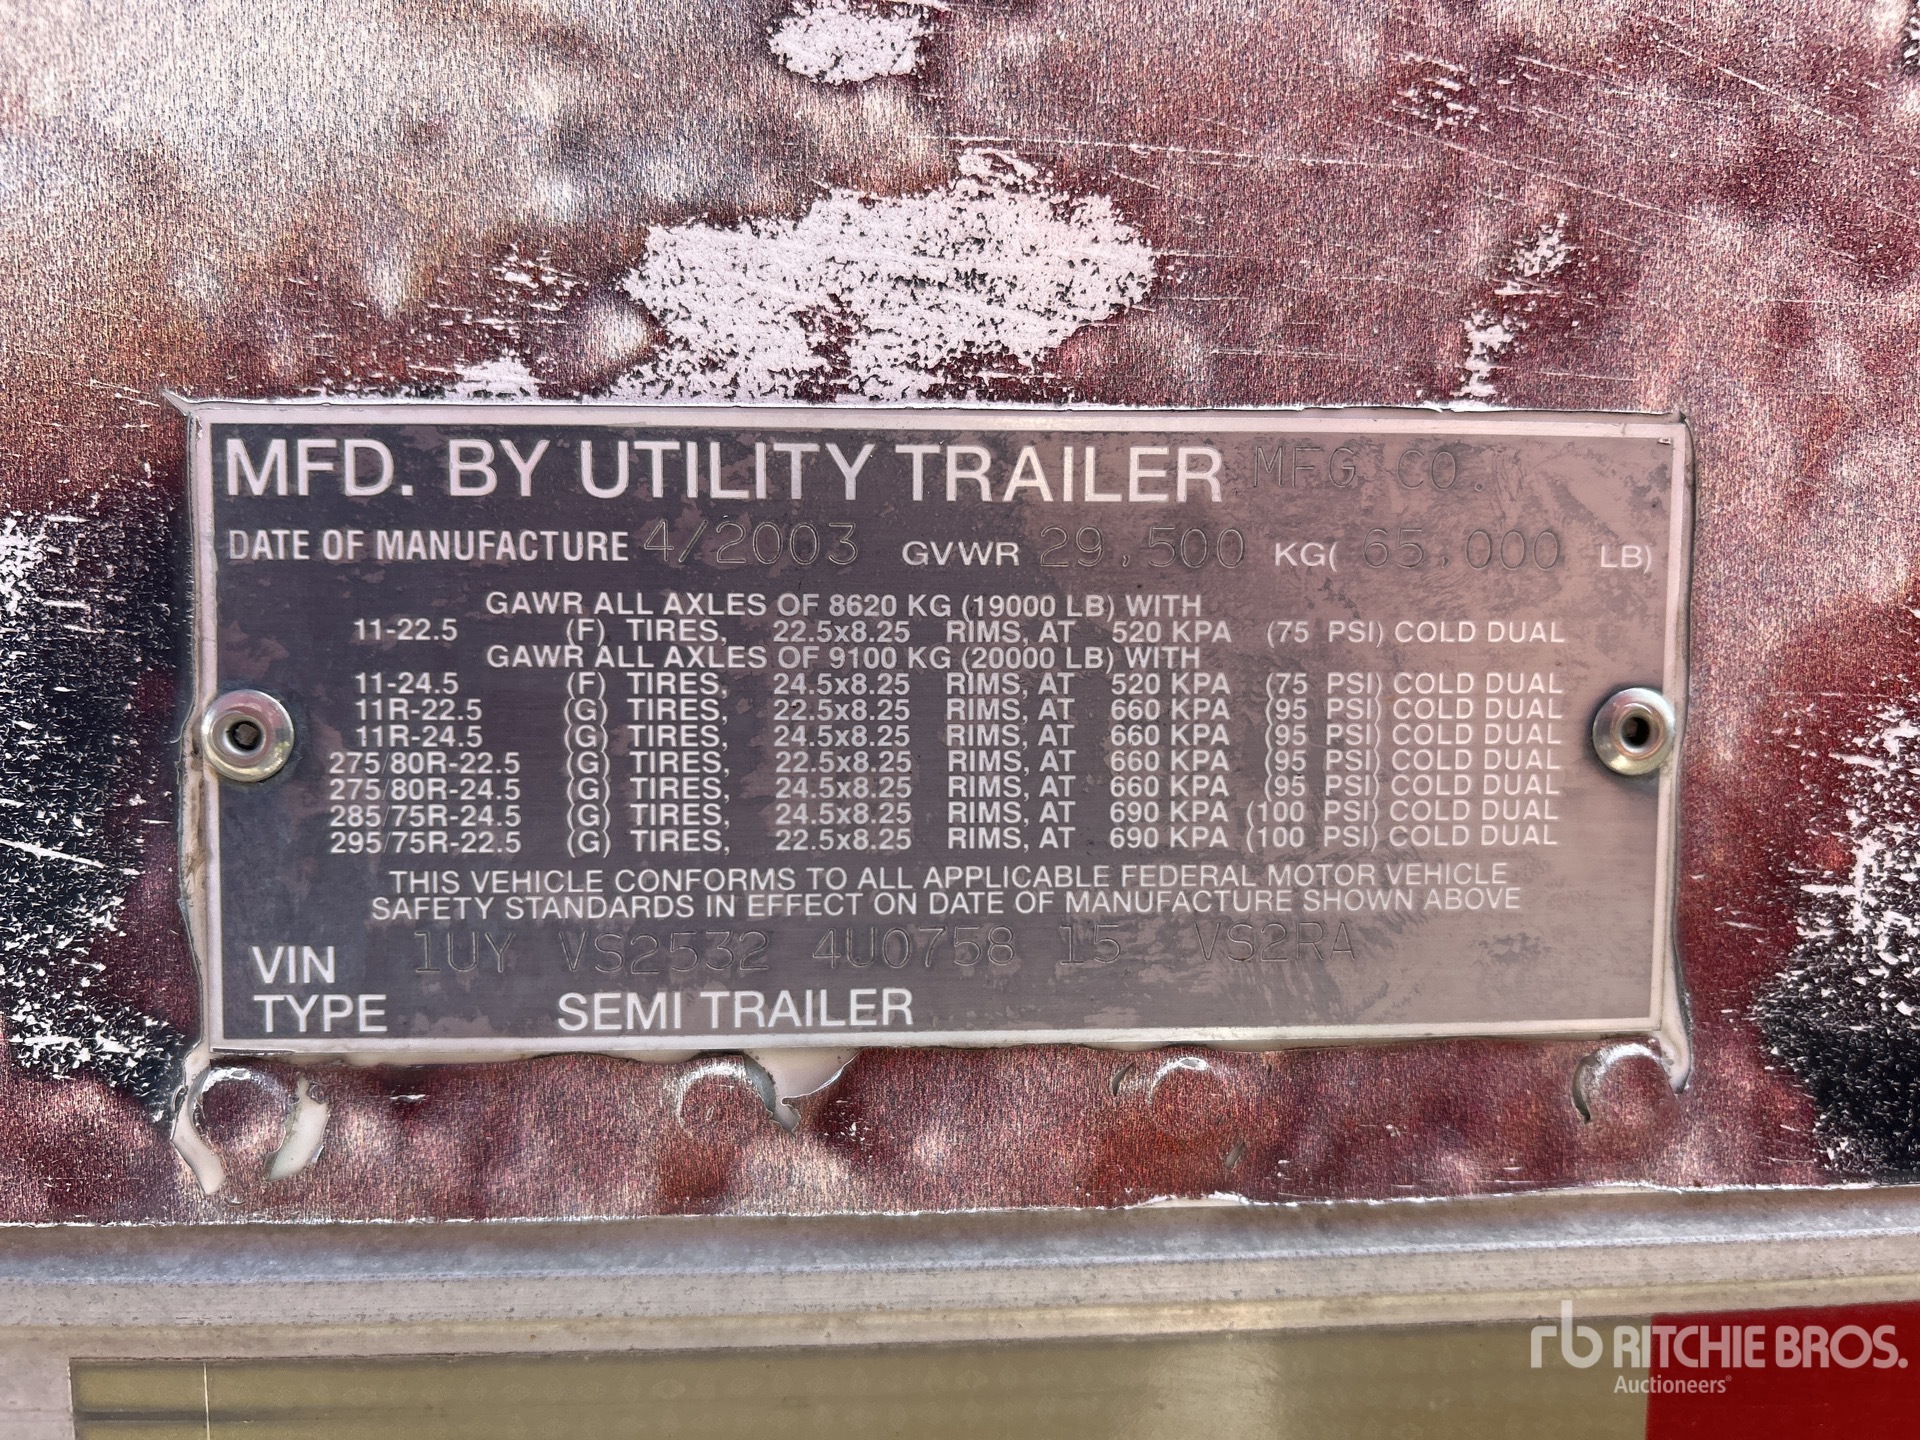 MFD. BY UTILITY TRAILER MFG. CO.
DATE OF MANUFACTURE 4/2003 GVWR 29,500 KG( 65,000 LB)
GAWR ALL AXLES OF 8620 KG (19000 LB) WITH
11-22.5 (F) TIRES, 22.5x8.25 RIMS, AT 520 KPA (75 PSI) COLD DUAL
GAWR ALL AXLES OF 9100 KG (20000 LB) WITH
11-24.5 (F) TIRES, 24.5x8.25 RIMS, AT 520 KPA (75 PSI) COLD DUAL
11R-22.5 (G) TIRES, 22.5x8.25 RIMS, AT 660 KPA (95 PSI) COLD DUAL
11R-24.5 (G) TIRES, 24.5x8.25 RIMS, AT 660 KPA (95 PSI) COLD DUAL
275/80R-22.5 (G) TIRES, 22.5x8.25 RIMS, AT 660 KPA (95 PSI) COLD DUAL
275/80R-24.5 (G) TIRES, 24.5x8.25 RIMS, AT 660 KPA (95 PSI) COLD DUAL
285/75R-24.5 (G) TIRES, 24.5x8.25 RIMS, AT 690 KPA (100 PSI) COLD DUAL
295/75R-22.5 (G) TIRES, 22.5x8.25 RIMS, AT 690 KPA (100 PSI) COLD DUAL
THIS VEHICLE CONFORMS TO ALL APPLICABLE FEDERAL MOTOR VEHICLE
SAFETY STANDARDS IN EFFECT ON DATE OF MANUFACTURE SHOWN ABOVE
VIN 1UY VS2532 4U0758 15 VS2RA
TYPE SEMI TRAILER
rb RITCHIE BROS.
Auctioneers